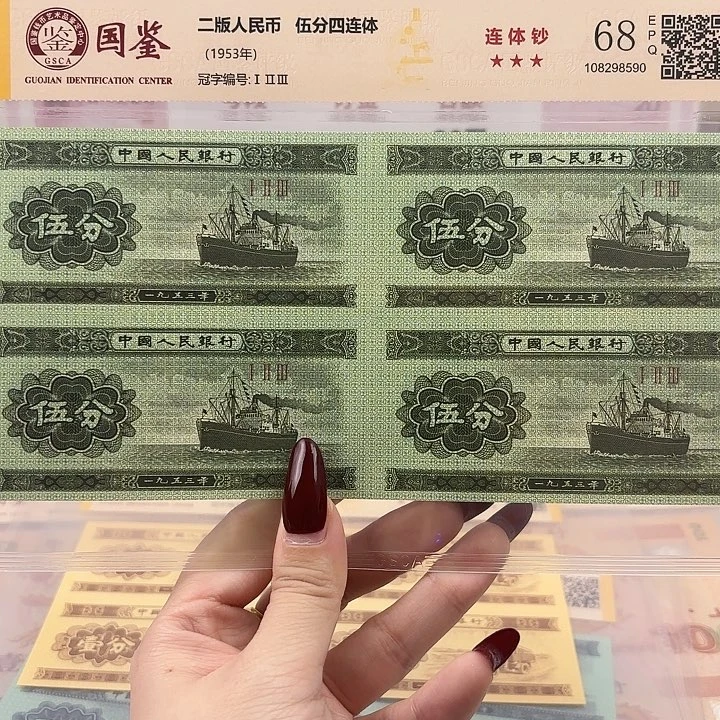 国鉴
GSCA
GUOJIAN IDENTIFICATION CENTER
二版人民币 伍分四连体
(1953年)
冠字编号: I II III
连体钞
★★★
68
EPQ
108298590
中國人民銀行
I II III
伍分
一九五三年
中國人民銀行
I II III
伍分
一九五三年
中國人民銀行
I II III
伍分
一九五三年
中國人民銀行
I II III
伍分
一九五三年
壹分